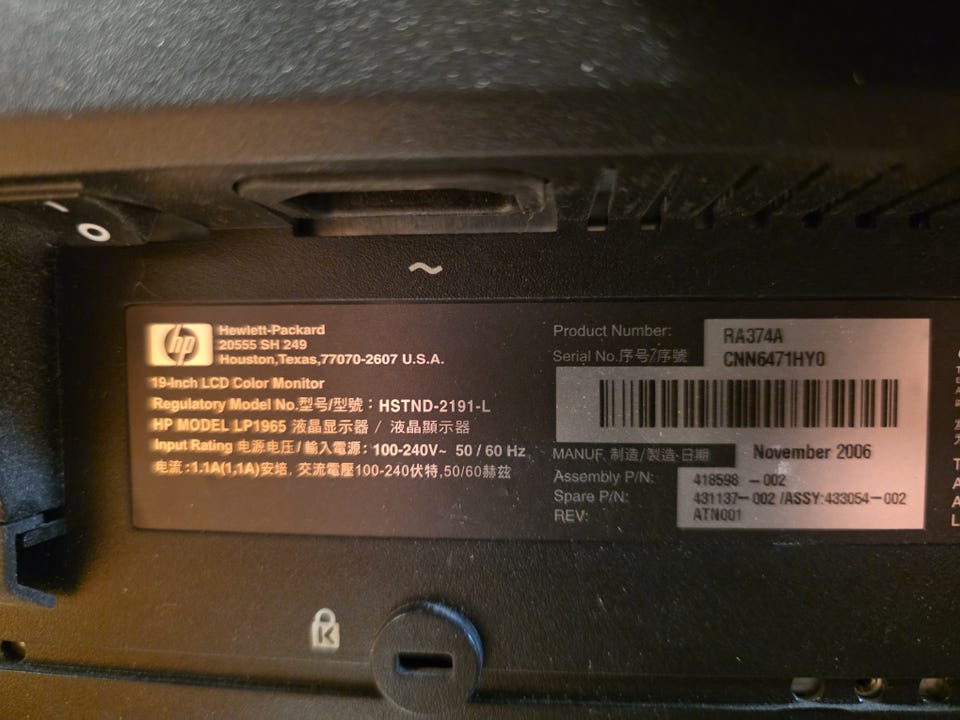 I
O
~
hp
Hewlett-Packard
20555 SH 249
Houston,Texas,77070-2607 U.S.A.
19-Inch LCD Color Monitor
Regulatory Model No.型号/型號：HSTND-2191-L
HP MODEL LP1965 液晶显示器 / 液晶顯示器
Input Rating 电源电压/輸入電源：100-240V~ 50/60 Hz
电流:1.1A(1,1A)安培. 交流電壓100-240伏特,50/60赫兹
Product Number: RA374A
Serial No.序号/序號 CNN6471HY0
MANUF. 制造/製造·日期 November 2006
Assembly P/N: 418598 -002
Spare P/N: 431137-002 /ASSY:433054-002
REV: ATN001
K